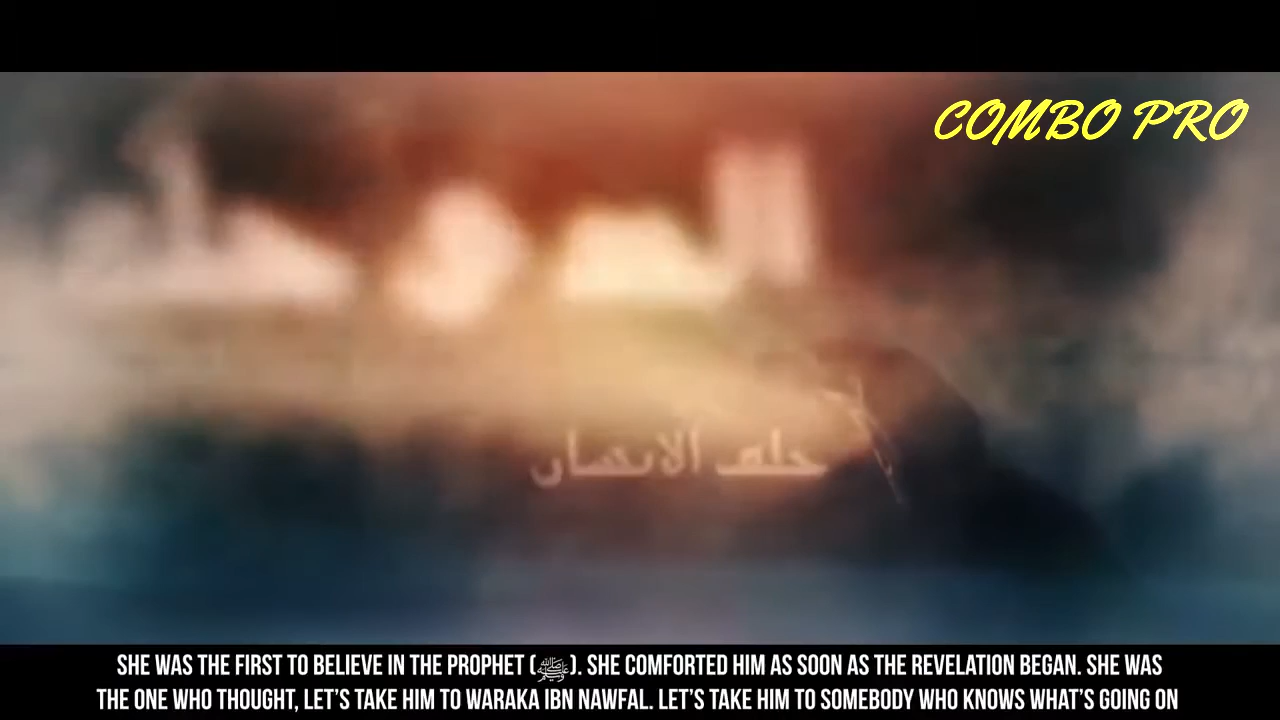 COMBO PRO
خلق الانسان
SHE WAS THE FIRST TO BELIEVE IN THE PROPHET (ﷺ). SHE COMFORTED HIM AS SOON AS THE REVELATION BEGAN. SHE WAS
THE ONE WHO THOUGHT, LET'S TAKE HIM TO WARAKA IBN NAWFAL. LET'S TAKE HIM TO SOMEBODY WHO KNOWS WHAT'S GOING ON